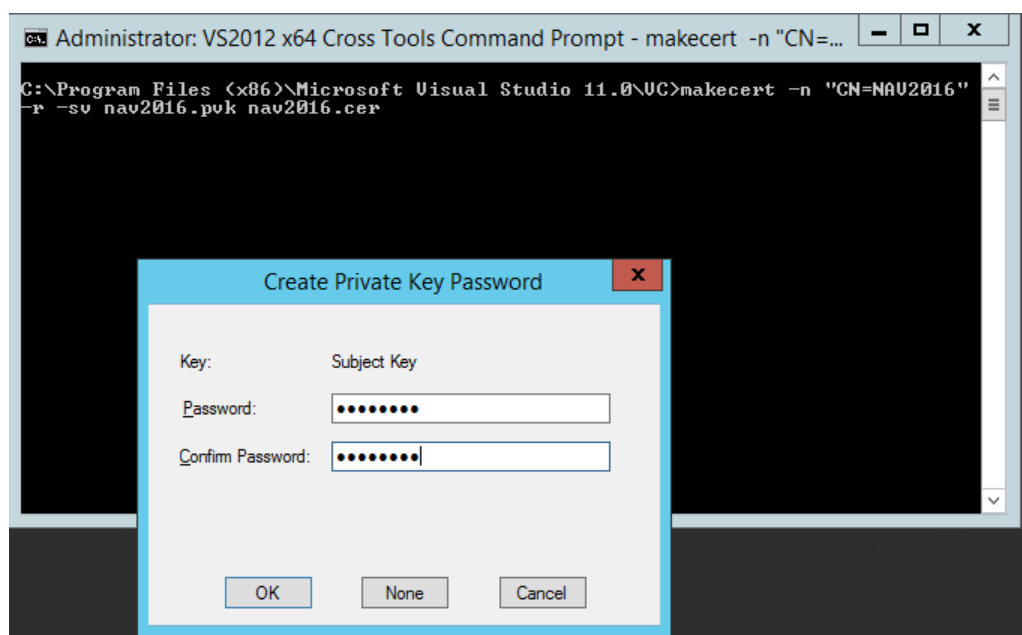 Administrator: VS2012 x64 Cross Tools Command Prompt - makecert -n "CN=...
C:\Program Files (x86)\Microsoft Visual Studio 11.0\VC>makecert -n "CN=NAV2016"
-r -sv nav2016.pvk nav2016.cer
Create Private Key Password
Key: Subject Key
Password: ••••••••
Confirm Password: ••••••••
OK None Cancel